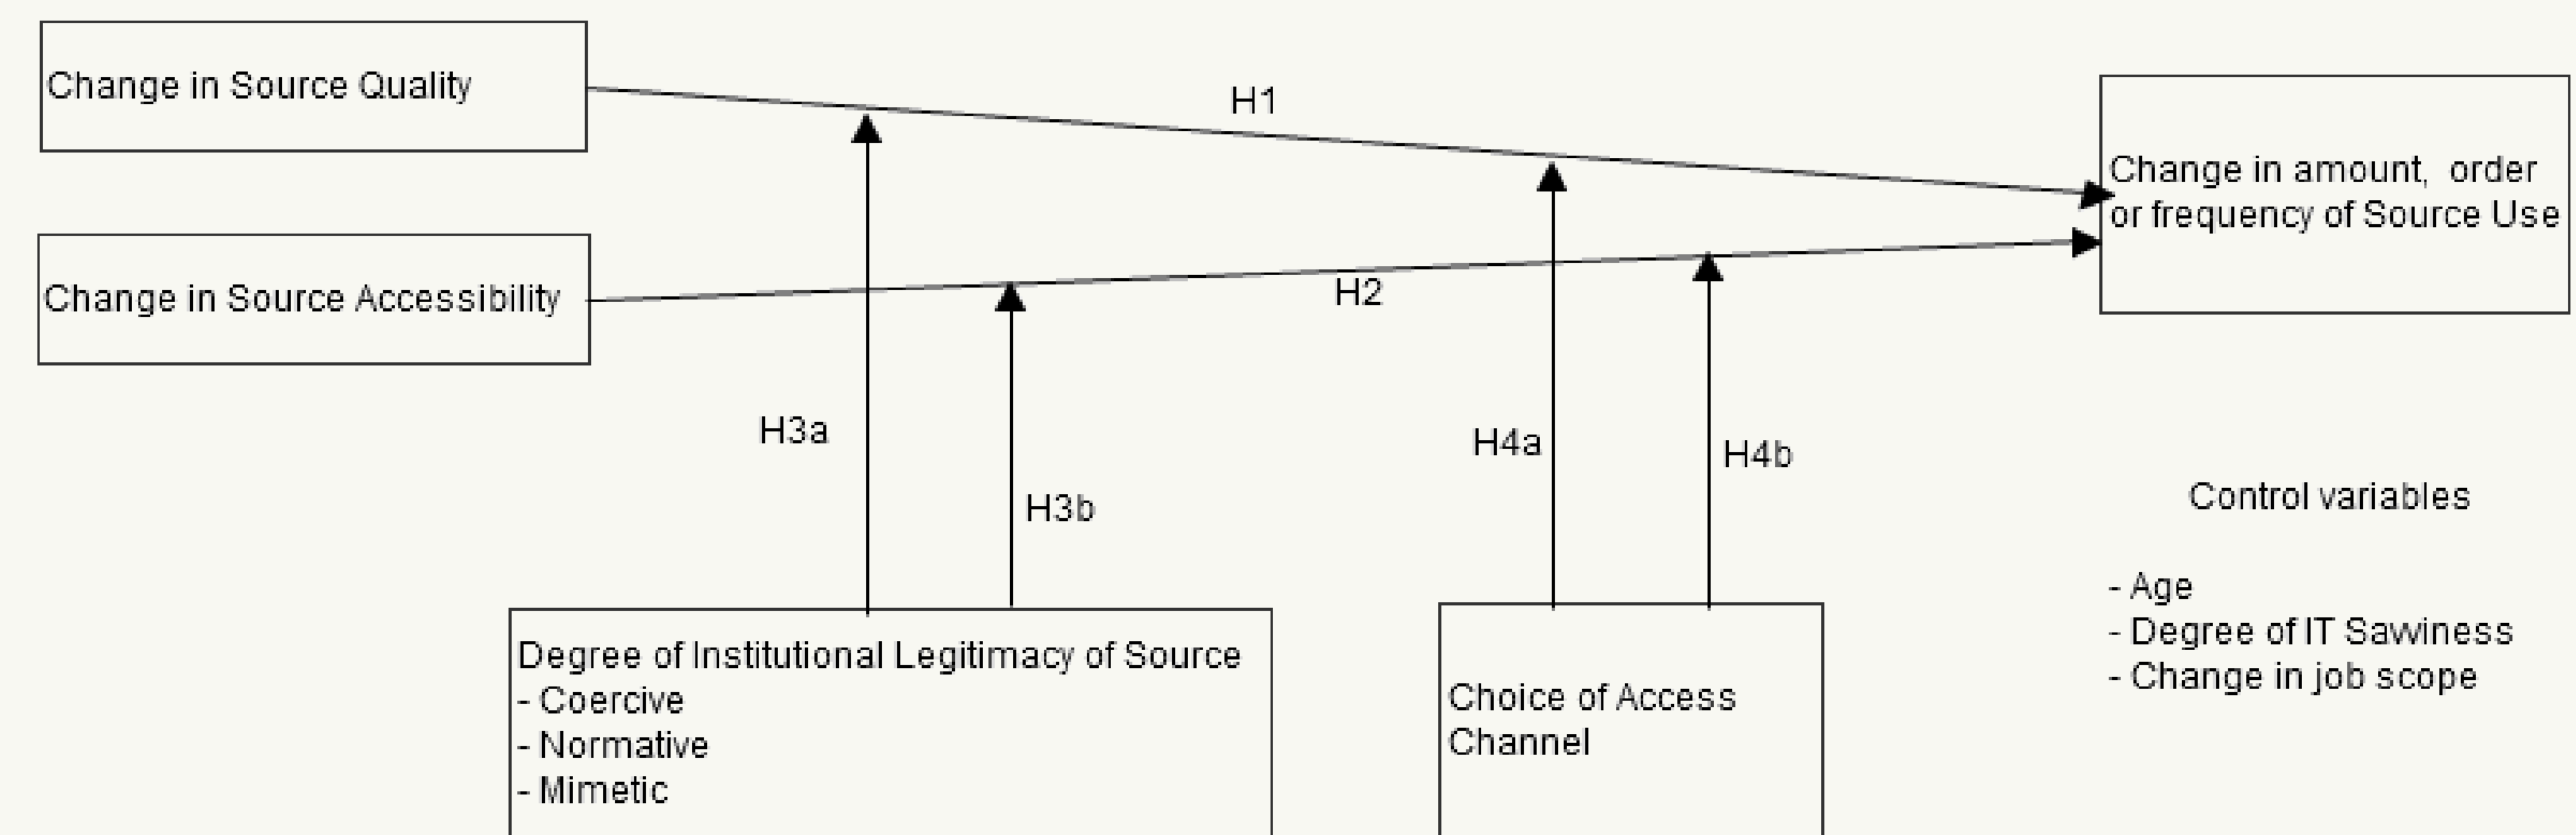 Change in Source Quality
H1
Change in amount, order
or frequency of Source Use
Change in Source Accessibility
H2
H3a
H3b
H4a
H4b
Degree of Institutional Legitimacy of Source
- Coercive
- Normative
- Mimetic
Choice of Access
Channel
Control variables
- Age
- Degree of IT Savviness
- Change in job scope